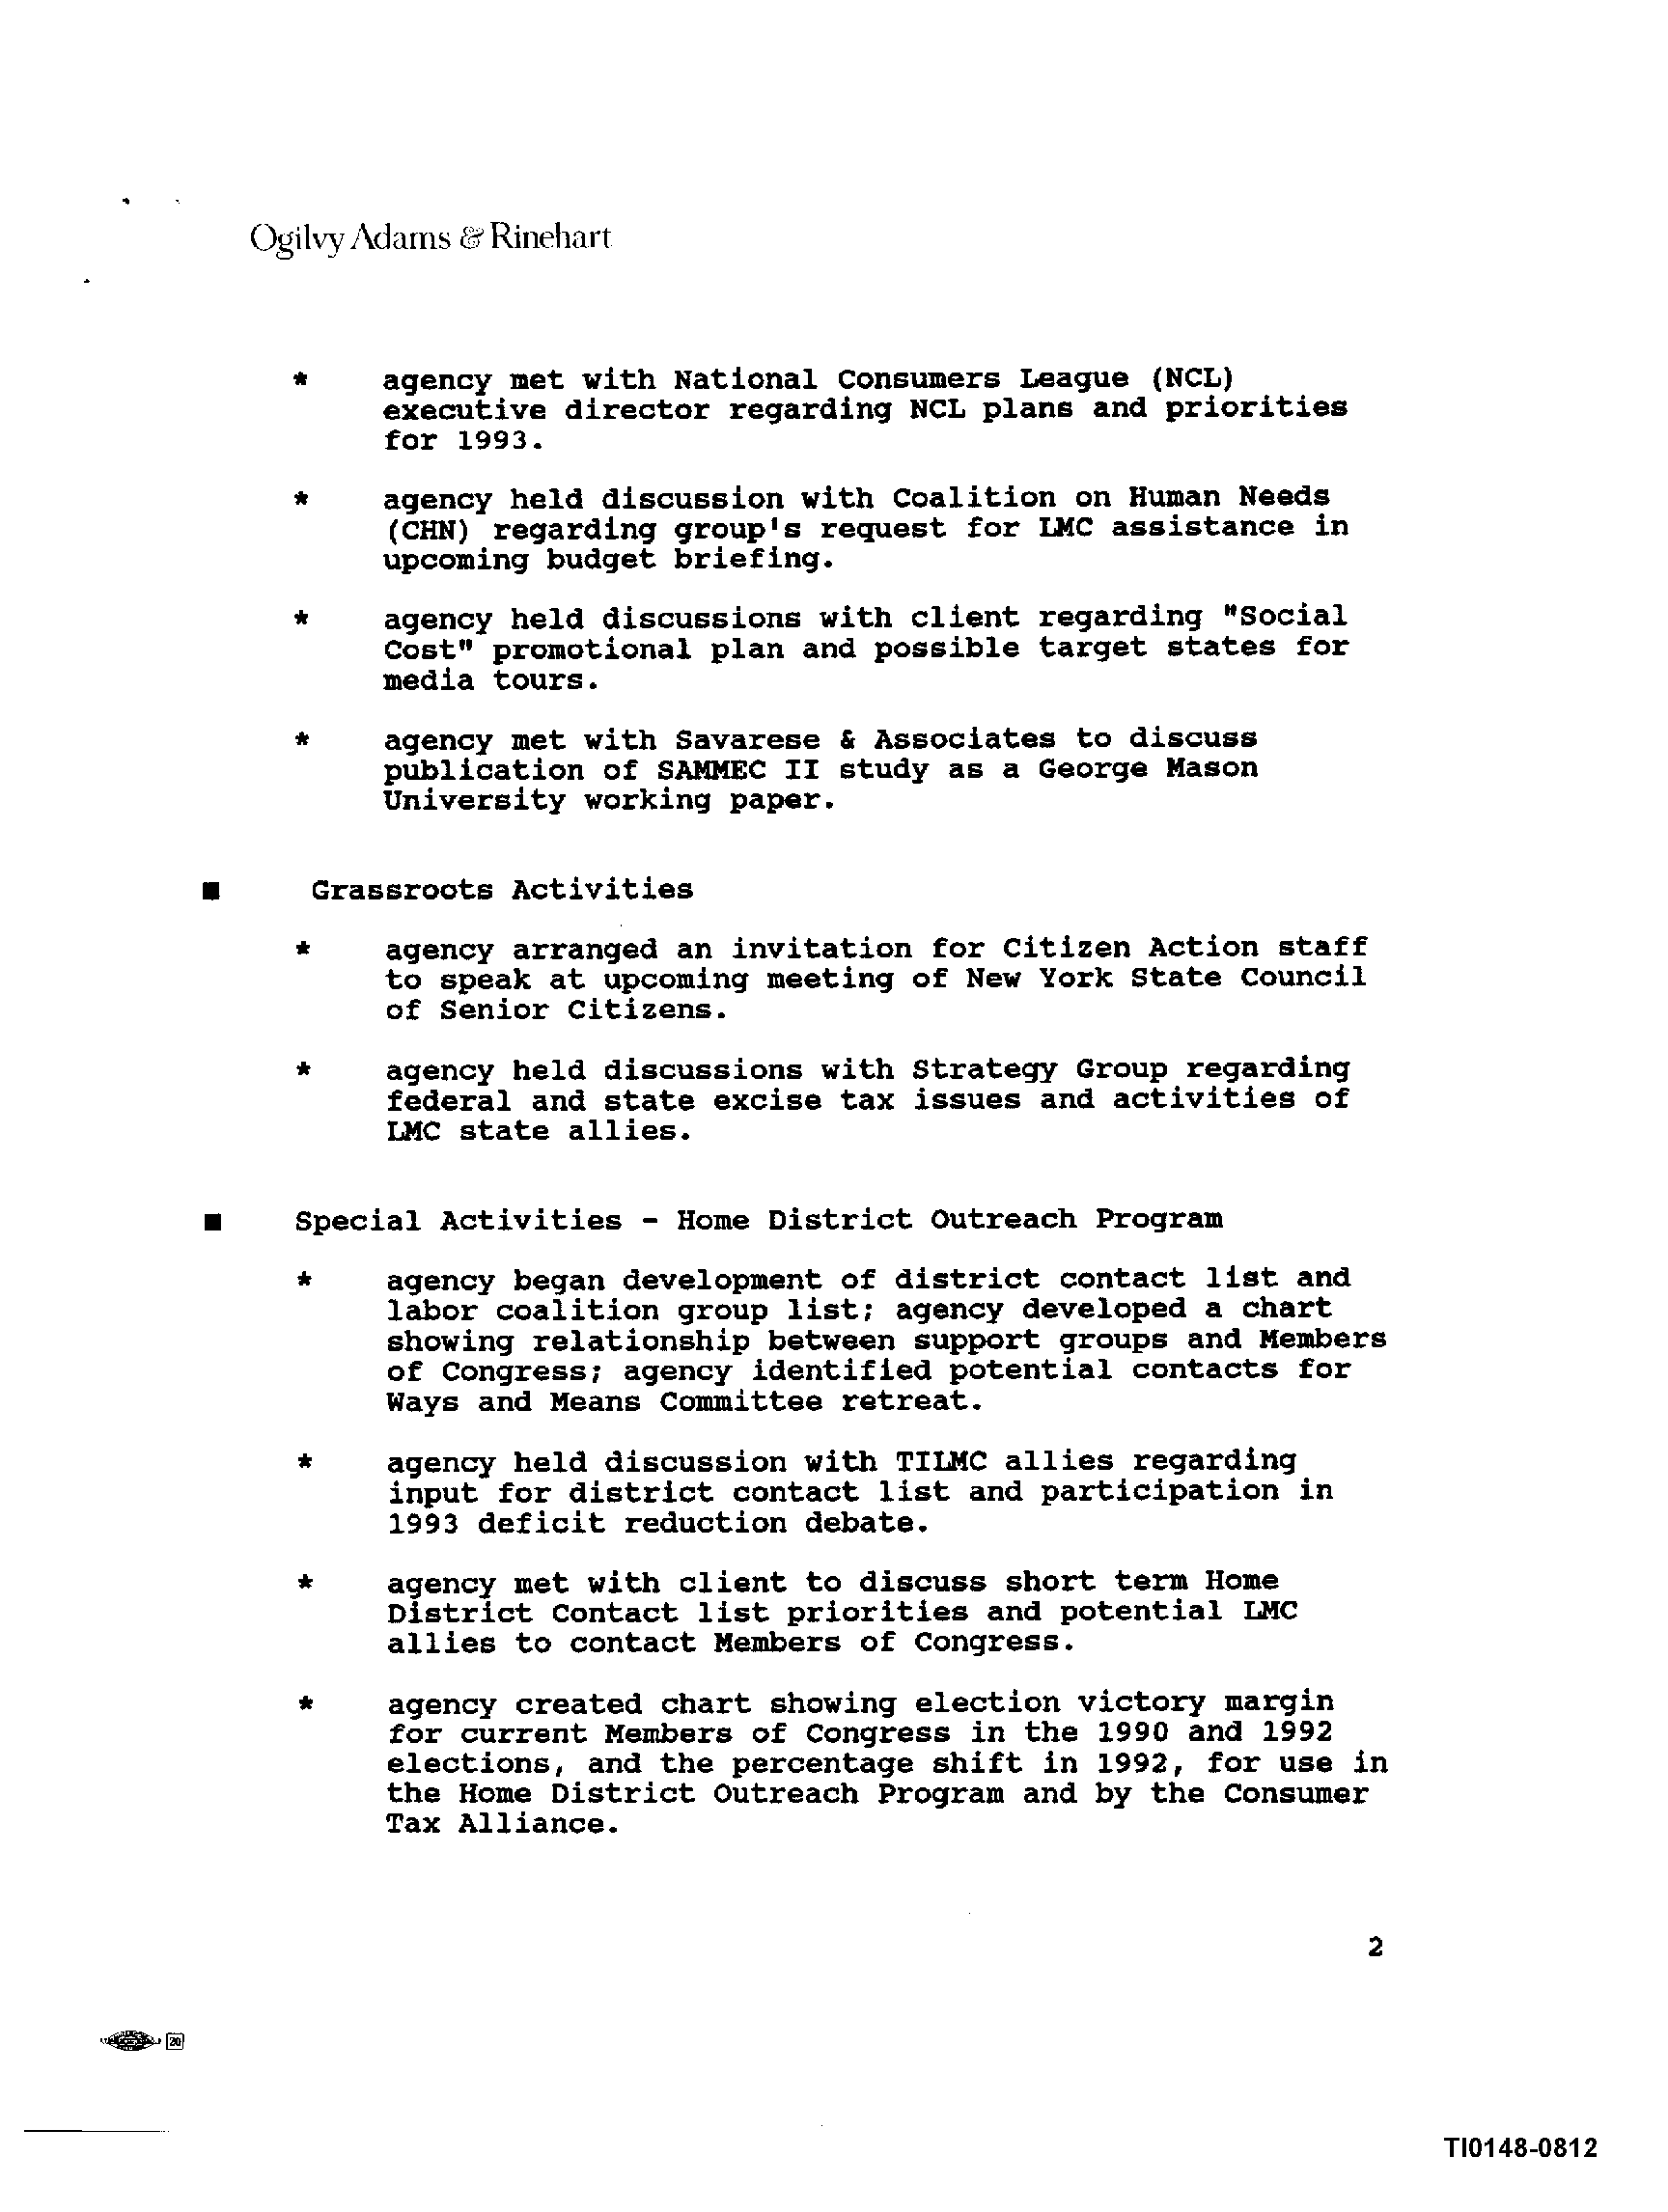 Ogilvy Adams & Rinehart
* agency met with National Consumers League (NCL)
executive director regarding NCL plans and priorities
for 1993.
* agency held discussion with Coalition on Human Needs
(CHN) regarding group's request for LMC assistance in
upcoming budget briefing.
* agency held discussions with client regarding "Social
Cost" promotional plan and possible target states for
media tours.
* agency met with Savarese & Associates to discuss
publication of SAMMEC II study as a George Mason
University working paper.
■ Grassroots Activities
* agency arranged an invitation for Citizen Action staff
to speak at upcoming meeting of New York State Council
of Senior Citizens.
* agency held discussions with Strategy Group regarding
federal and state excise tax issues and activities of
LMC state allies.
■ Special Activities - Home District Outreach Program
* agency began development of district contact list and
labor coalition group list; agency developed a chart
showing relationship between support groups and Members
of Congress; agency identified potential contacts for
Ways and Means Committee retreat.
* agency held discussion with TILMC allies regarding
input for district contact list and participation in
1993 deficit reduction debate.
* agency met with client to discuss short term Home
District Contact list priorities and potential LMC
allies to contact Members of Congress.
* agency created chart showing election victory margin
for current Members of Congress in the 1990 and 1992
elections, and the percentage shift in 1992, for use in
the Home District Outreach Program and by the Consumer
Tax Alliance.
2
20
TI0148-0812